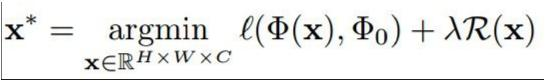 x* = argmin ℓ(Φ(x), Φ₀) + λℛ(x)
x∈ℝ^{H×W×C}